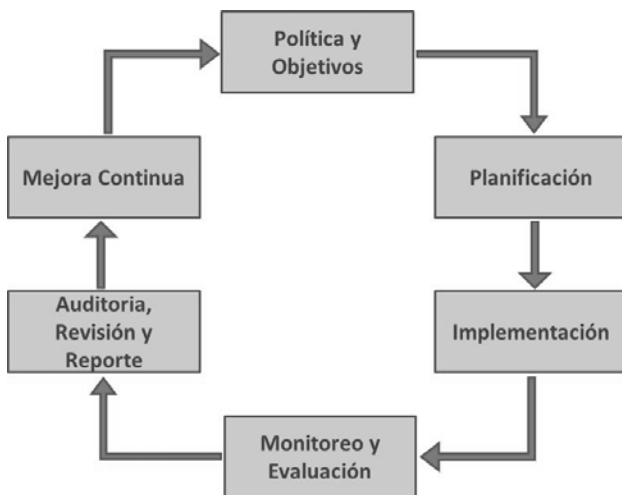 Política y
Objetivos
Planificación
Implementación
Monitoreo y
Evaluación
Auditoria,
Revisión y
Reporte
Mejora Continua